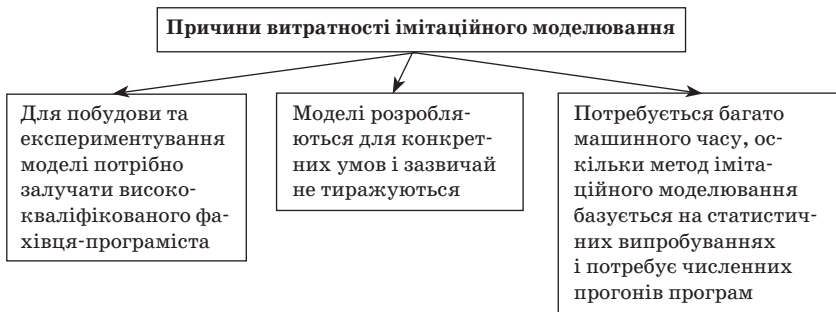 Причини витратності імітаційного моделювання
Для побудови та
експериментування
моделі потрібно
залучати високо-
кваліфікованого фа-
хівця-програміста
Моделі розробля-
ються для конкрет-
них умов і зазвичай
не тиражуються
Потребується багато
машинного часу, ос-
кільки метод іміта-
ційного моделювання
базується на статистич-
них випробуваннях
і потребує численних
прогонів програм